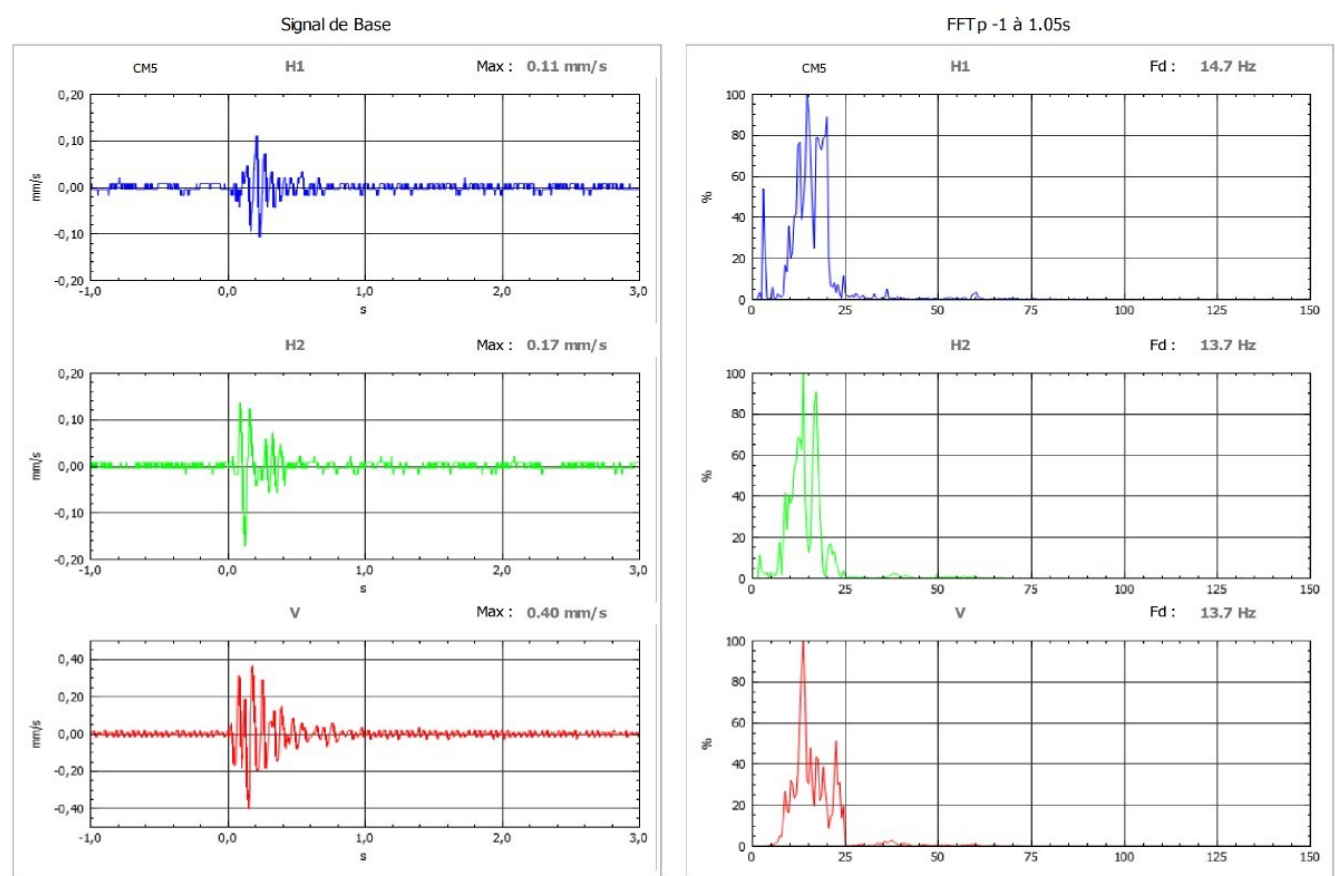 Signal de Base FFTp -1 à 1.05s
CM5 H1 Max : 0.11 mm/s
0,20
0,10
0,00
-0,10
-0,20
mm/s
-1,0 0,0 1,0 2,0 3,0
s
CM5 H1 Fd : 14.7 Hz
100
80
60
40
20
0
%
0 25 50 75 100 125 150
H2 Max : 0.17 mm/s
0,20
0,10
0,00
-0,10
-0,20
mm/s
-1,0 0,0 1,0 2,0 3,0
s
H2 Fd : 13.7 Hz
100
80
60
40
20
0
%
0 25 50 75 100 125 150
V Max : 0.40 mm/s
0,40
0,20
0,00
-0,20
-0,40
mm/s
-1,0 0,0 1,0 2,0 3,0
s
V Fd : 13.7 Hz
100
80
60
40
20
0
%
0 25 50 75 100 125 150